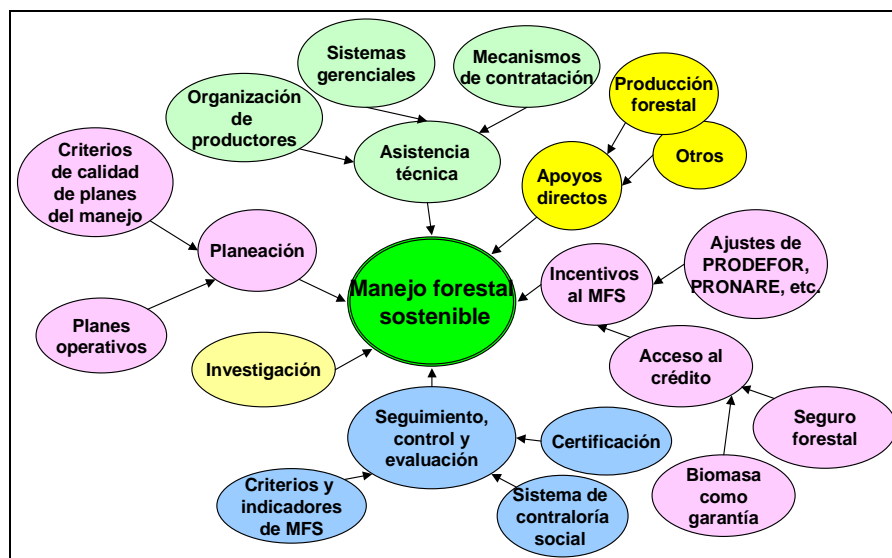 Sistemas
gerenciales
Mecanismos
de contratación
Organización
de
productores
Producción
forestal
Criterios
de calidad
de planes
del manejo
Asistencia
técnica
Otros
Apoyos
directos
Planeación
Ajustes de
PRODEFOR,
PRONARE, etc.
Incentivos
al MFS
Manejo forestal
sostenible
Planes
operativos
Acceso al
crédito
Investigación
Seguimiento,
control y
evaluación
Seguro
forestal
Certificación
Criterios y
indicadores
de MFS
Sistema de
contraloría
social
Biomasa
como
garantía